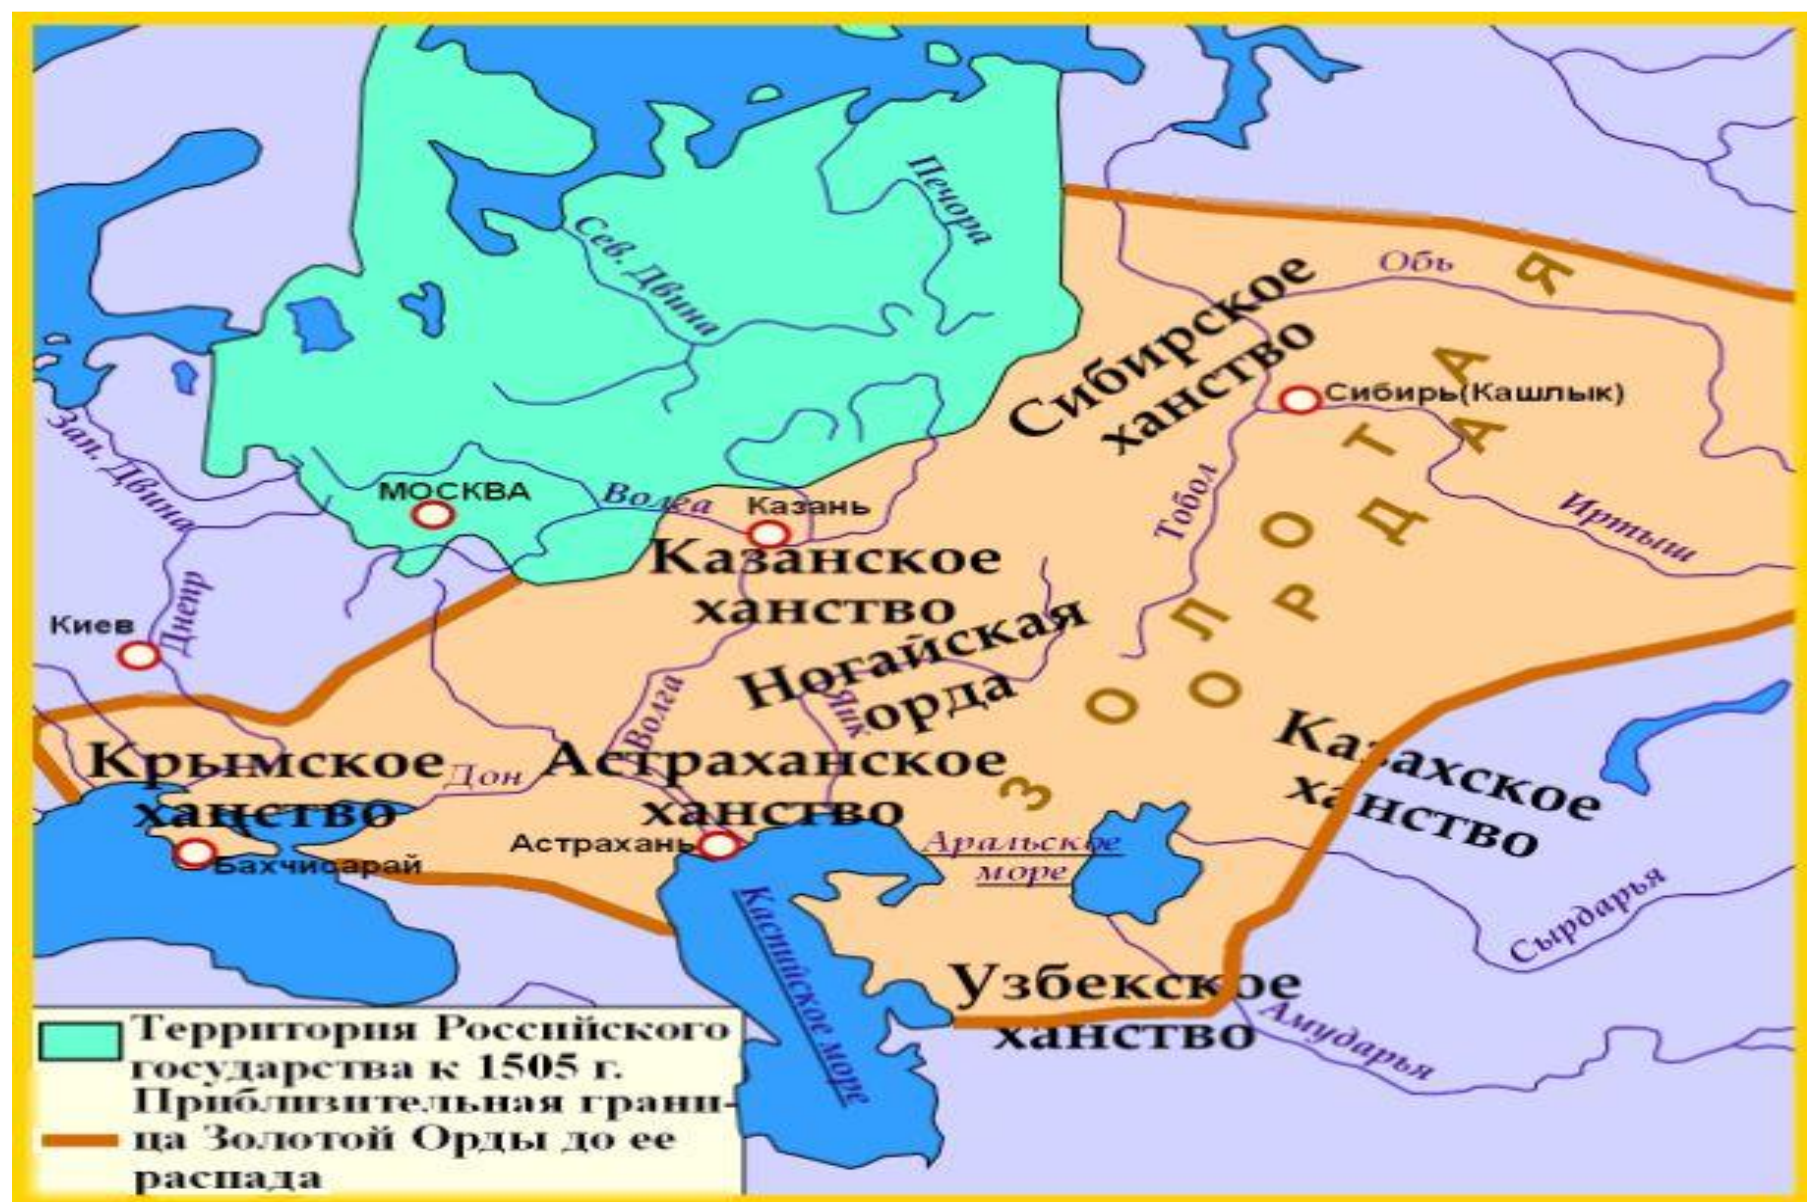 Печора
Сев. Двина
Обь
Сибирское
ханство
ЗОЛОТАЯ
ОРДА
Сибирь(Кашлык)
Зап. Двина
МОСКВА
Волга
Казань
Тобол
Иртыш
Казанское
ханство
Киев
Днепр
Ногайская
орда
Волга
Яик
Казахское
ханство
Крымское
ханство
Дон
Астраханское
ханство
Астрахань
Бахчисарай
Аральское
море
Каспийское море
Сырдарья
Узбекское
ханство
Амударья
Территория Российского
государства к 1505 г.
Приблизительная грани-
ца Золотой Орды до ее
распада